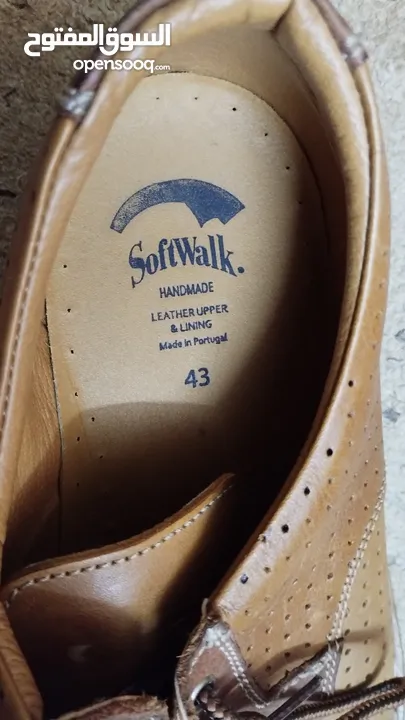 السوق المفتوح
opensooq.com
SoftWalk.
HANDMADE
LEATHER UPPER
& LINING
Made in Portugal
43